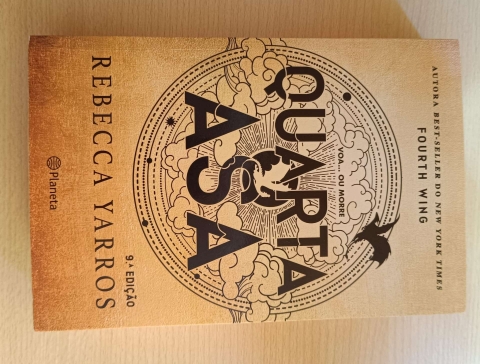 AUTORA BEST-SELLER DO NEW YORK TIMES
FOURTH WING
QUARTA
VOA... OU MORRE
ASA
9.ª EDIÇÃO
REBECCA YARROS
Planeta